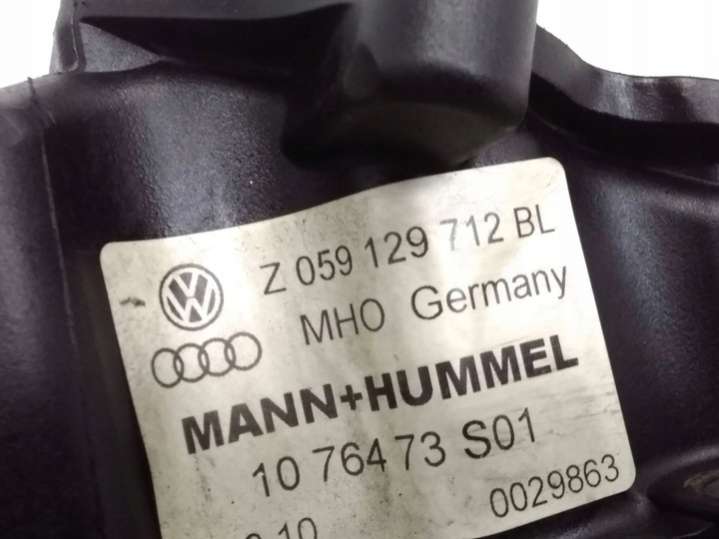 Z 059 129 712 BL
MHO Germany
MANN+HUMMEL
10 76473 S01
0029863